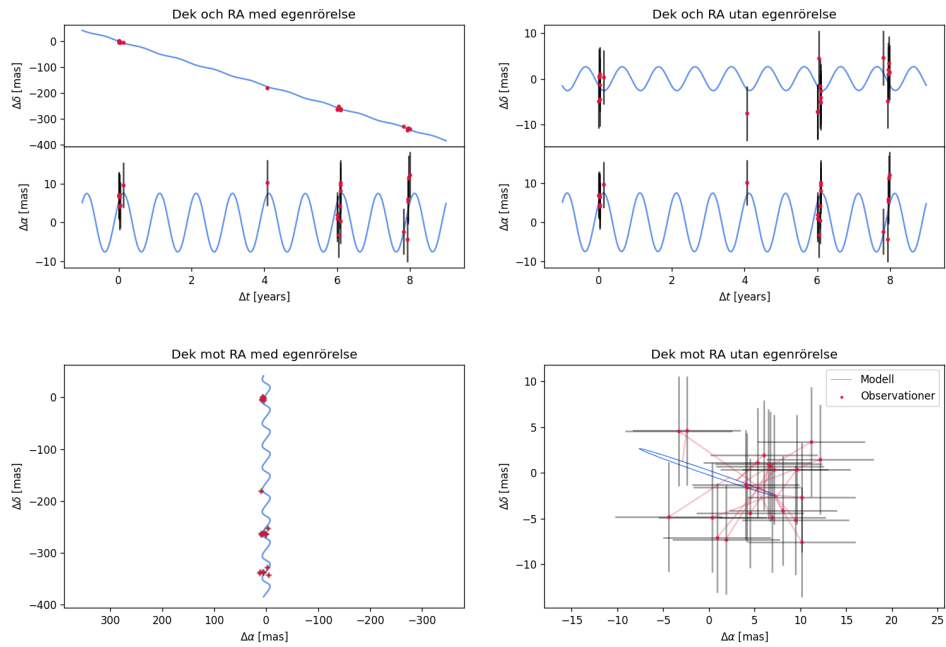 Dek och RA med egenrörelse
Δδ [mas]
0
−100
−200
−300
−400
Δα [mas]
10
0
−10
0 2 4 6 8
Δt [years]
Dek och RA utan egenrörelse
Δδ [mas]
10
0
−10
Δα [mas]
10
0
−10
0 2 4 6 8
Δt [years]
Dek mot RA med egenrörelse
Δδ [mas]
0
−100
−200
−300
−400
300 200 100 0 −100 −200 −300
Δα [mas]
Dek mot RA utan egenrörelse
Modell
Observationer
Δδ [mas]
10
5
0
−5
−10
−15 −10 −5 0 5 10 15 20 25
Δα [mas]